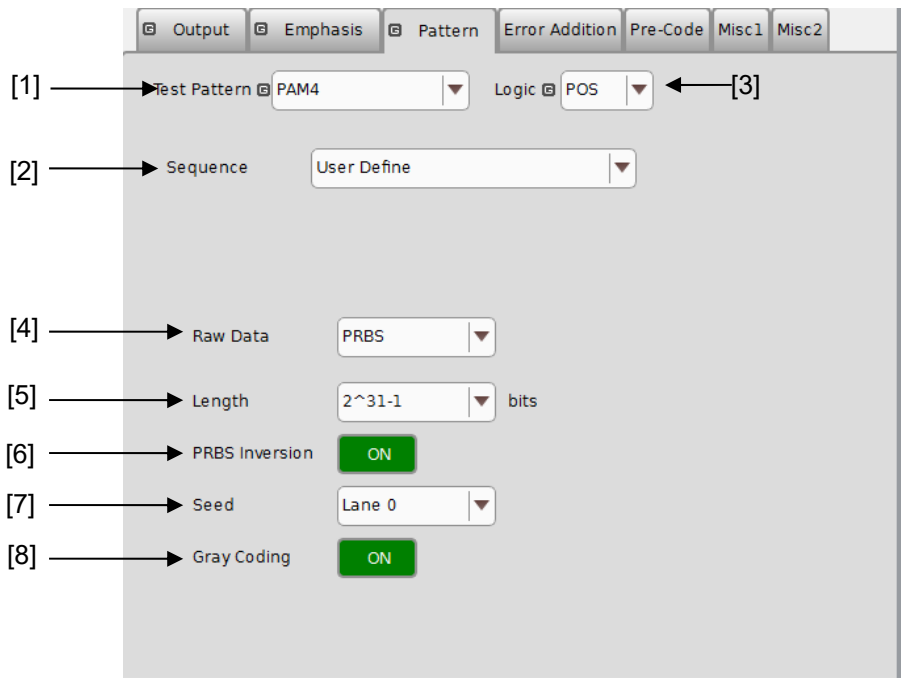 G Output G Emphasis G Pattern Error Addition Pre-Code Misc1 Misc2
[1] Test Pattern G PAM4 Logic G POS [3]
[2] Sequence User Define
[4] Raw Data PRBS
[5] Length 2^31-1 bits
[6] PRBS Inversion ON
[7] Seed Lane 0
[8] Gray Coding ON